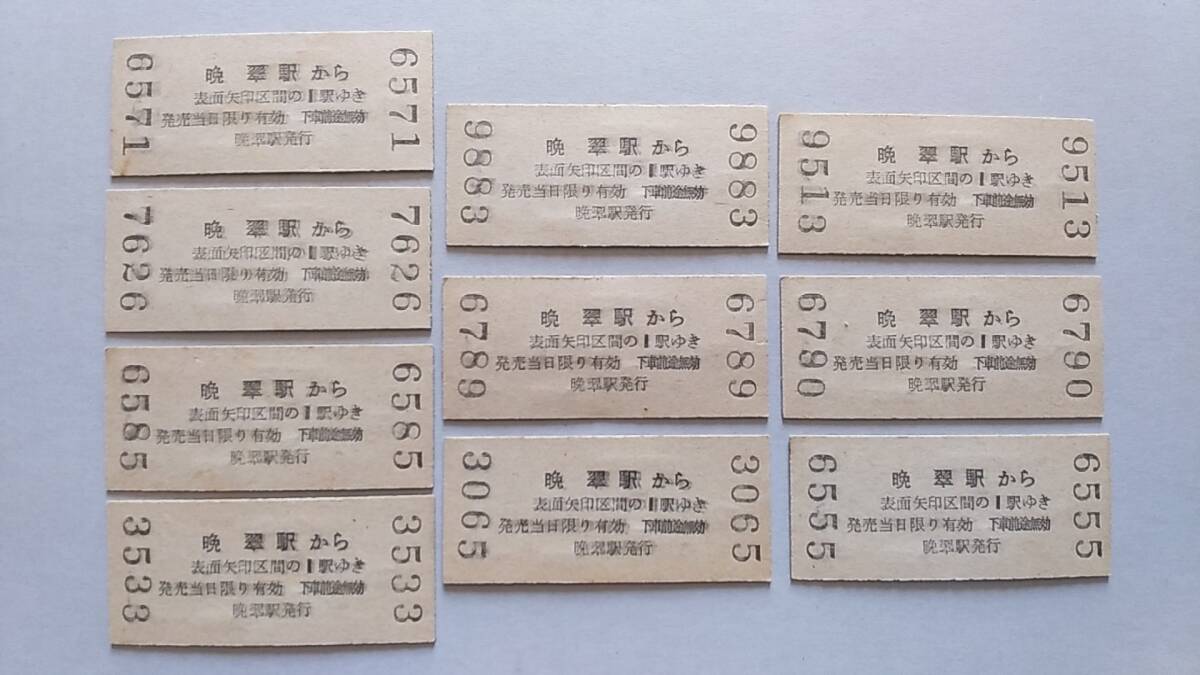 6571
晩 翠駅から
表面矢印区間の1駅ゆき
発売当日限り有効 下車前途無効
晩翠駅発行
6571
7626
晩 翠駅から
表面矢印区間の1駅ゆき
発売当日限り有効 下車前途無効
晩翠駅発行
7626
6585
晩 翠駅から
表面矢印区間の1駅ゆき
発売当日限り有効 下車前途無効
晩翠駅発行
6585
3533
晩 翠駅から
表面矢印区間の1駅ゆき
発売当日限り有効 下車前途無効
晩翠駅発行
3533
9883
晩 翠駅から
表面矢印区間の1駅ゆき
発売当日限り有効 下車前途無効
晩翠駅発行
9883
6789
晩 翠駅から
表面矢印区間の1駅ゆき
発売当日限り有効 下車前途無効
晩翠駅発行
6789
3065
晩 翠駅から
表面矢印区間の1駅ゆき
発売当日限り有効 下車前途無効
晩翠駅発行
3065
9513
晩 翠駅から
表面矢印区間の1駅ゆき
発売当日限り有効 下車前途無効
晩翠駅発行
9513
6790
晩 翠駅から
表面矢印区間の1駅ゆき
発売当日限り有効 下車前途無効
晩翠駅発行
6790
6555
晩 翠駅から
表面矢印区間の1駅ゆき
発売当日限り有効 下車前途無効
晩翠駅発行
6555